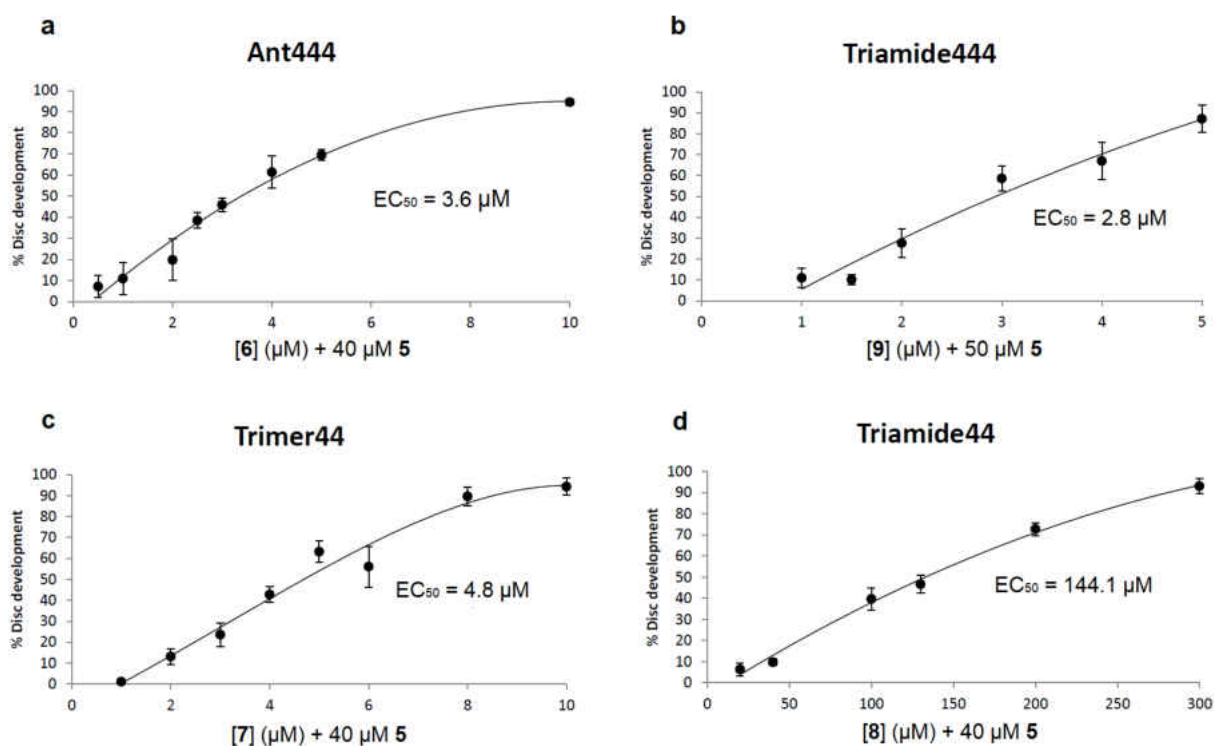 a
Ant444
% Disc development
100
90
80
70
60
50
40
30
20
10
0
EC₅₀ = 3.6 µM
0 2 4 6 8 10
[6] (µM) + 40 µM 5
b
Triamide444
% Disc development
100
90
80
70
60
50
40
30
20
10
0
EC₅₀ = 2.8 µM
0 1 2 3 4 5
[9] (µM) + 50 µM 5
c
Trimer44
% Disc development
100
90
80
70
60
50
40
30
20
10
0
EC₅₀ = 4.8 µM
0 2 4 6 8 10
[7] (µM) + 40 µM 5
d
Triamide44
% Disc development
100
90
80
70
60
50
40
30
20
10
0
EC₅₀ = 144.1 µM
0 50 100 150 200 250 300
[8] (µM) + 40 µM 5